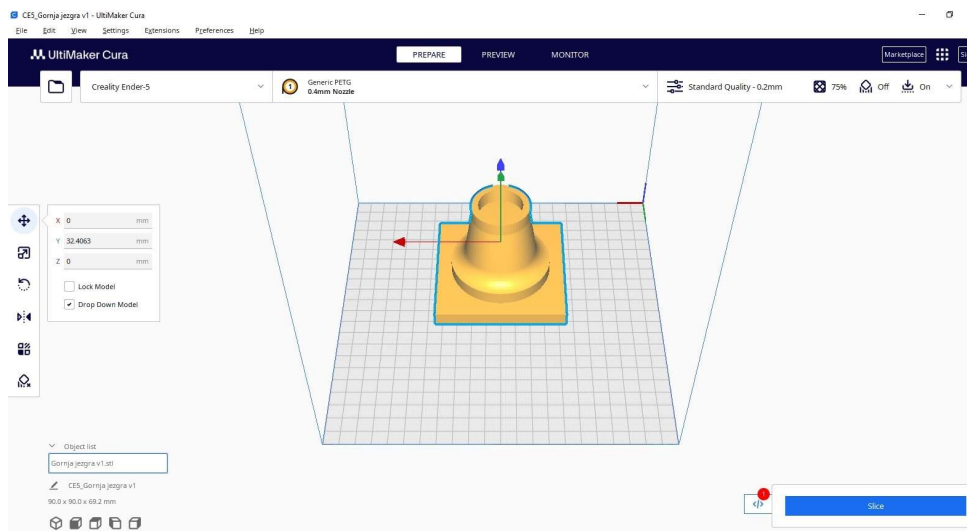 CE5_Gornja jezgra v1 - UltiMaker Cura
File Edit View Settings Extensions Preferences Help
UltiMaker Cura
PREPARE PREVIEW MONITOR
Marketplace
Creality Ender-5
1
Generic PETG
0.4mm Nozzle
Standard Quality - 0.2mm
75% Off On
X 0 mm
Y 32.4063 mm
Z 0 mm
Lock Model
Drop Down Model
Object list
Gornja jezgra v1.stl
CE5_Gornja jezgra v1
90.0 x 90.0 x 69.2 mm
1
</>
Slice